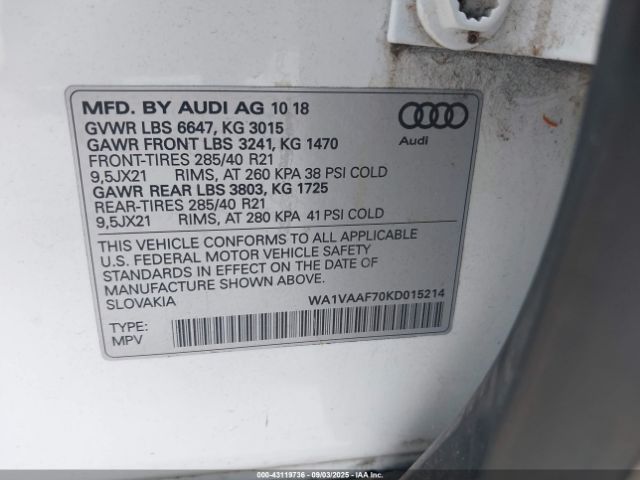 MFD. BY AUDI AG 10 18
GVWR LBS 6647, KG 3015
GAWR FRONT LBS 3241, KG 1470
FRONT-TIRES 285/40 R21
9,5JX21 RIMS, AT 260 KPA 38 PSI COLD
GAWR REAR LBS 3803, KG 1725
REAR-TIRES 285/40 R21
9,5JX21 RIMS, AT 280 KPA 41 PSI COLD
Audi
THIS VEHICLE CONFORMS TO ALL APPLICABLE
U.S. FEDERAL MOTOR VEHICLE SAFETY
STANDARDS IN EFFECT ON THE DATE OF
MANUFACTURE SHOWN ABOVE.
SLOVAKIA WA1VAAF70KD015214
TYPE:
MPV
000-43119736 - 09/03/2025 - COPYRIGHT IAA